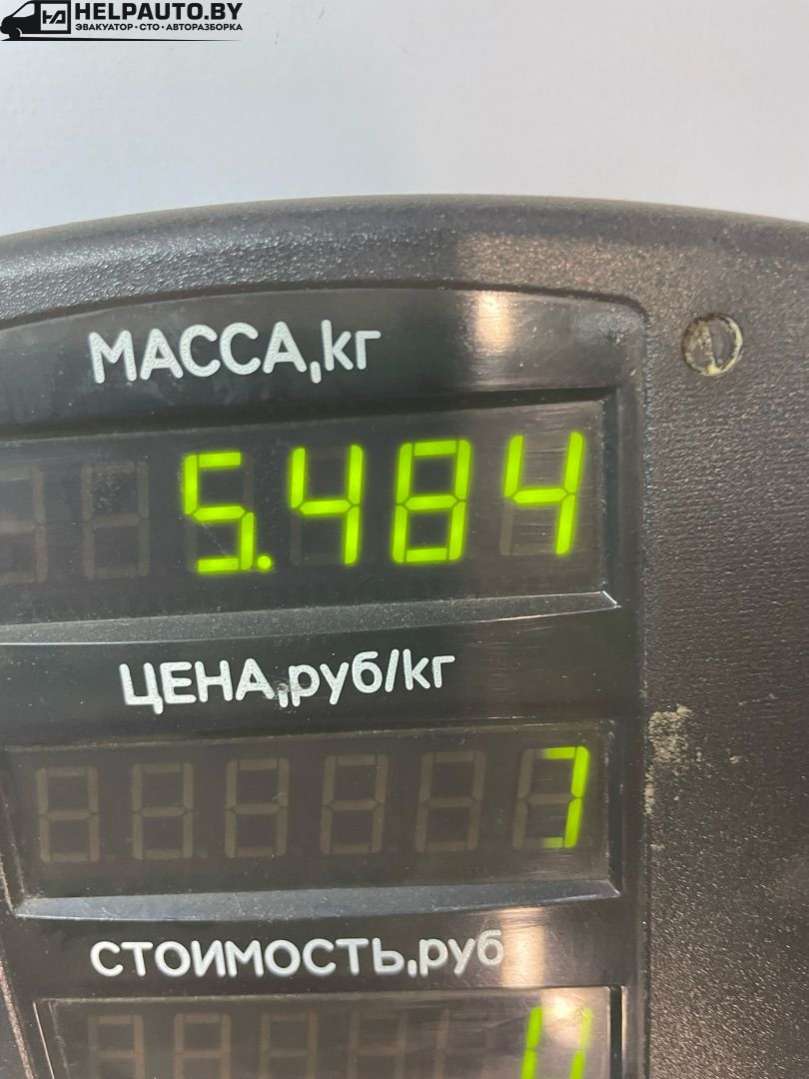 HELPAUTO.BY
ЭВАКУАТОР • СТО • АВТОРАЗБОРКА
МАССА,кг
5.484
ЦЕНА,руб/кг
7
СТОИМОСТЬ,руб